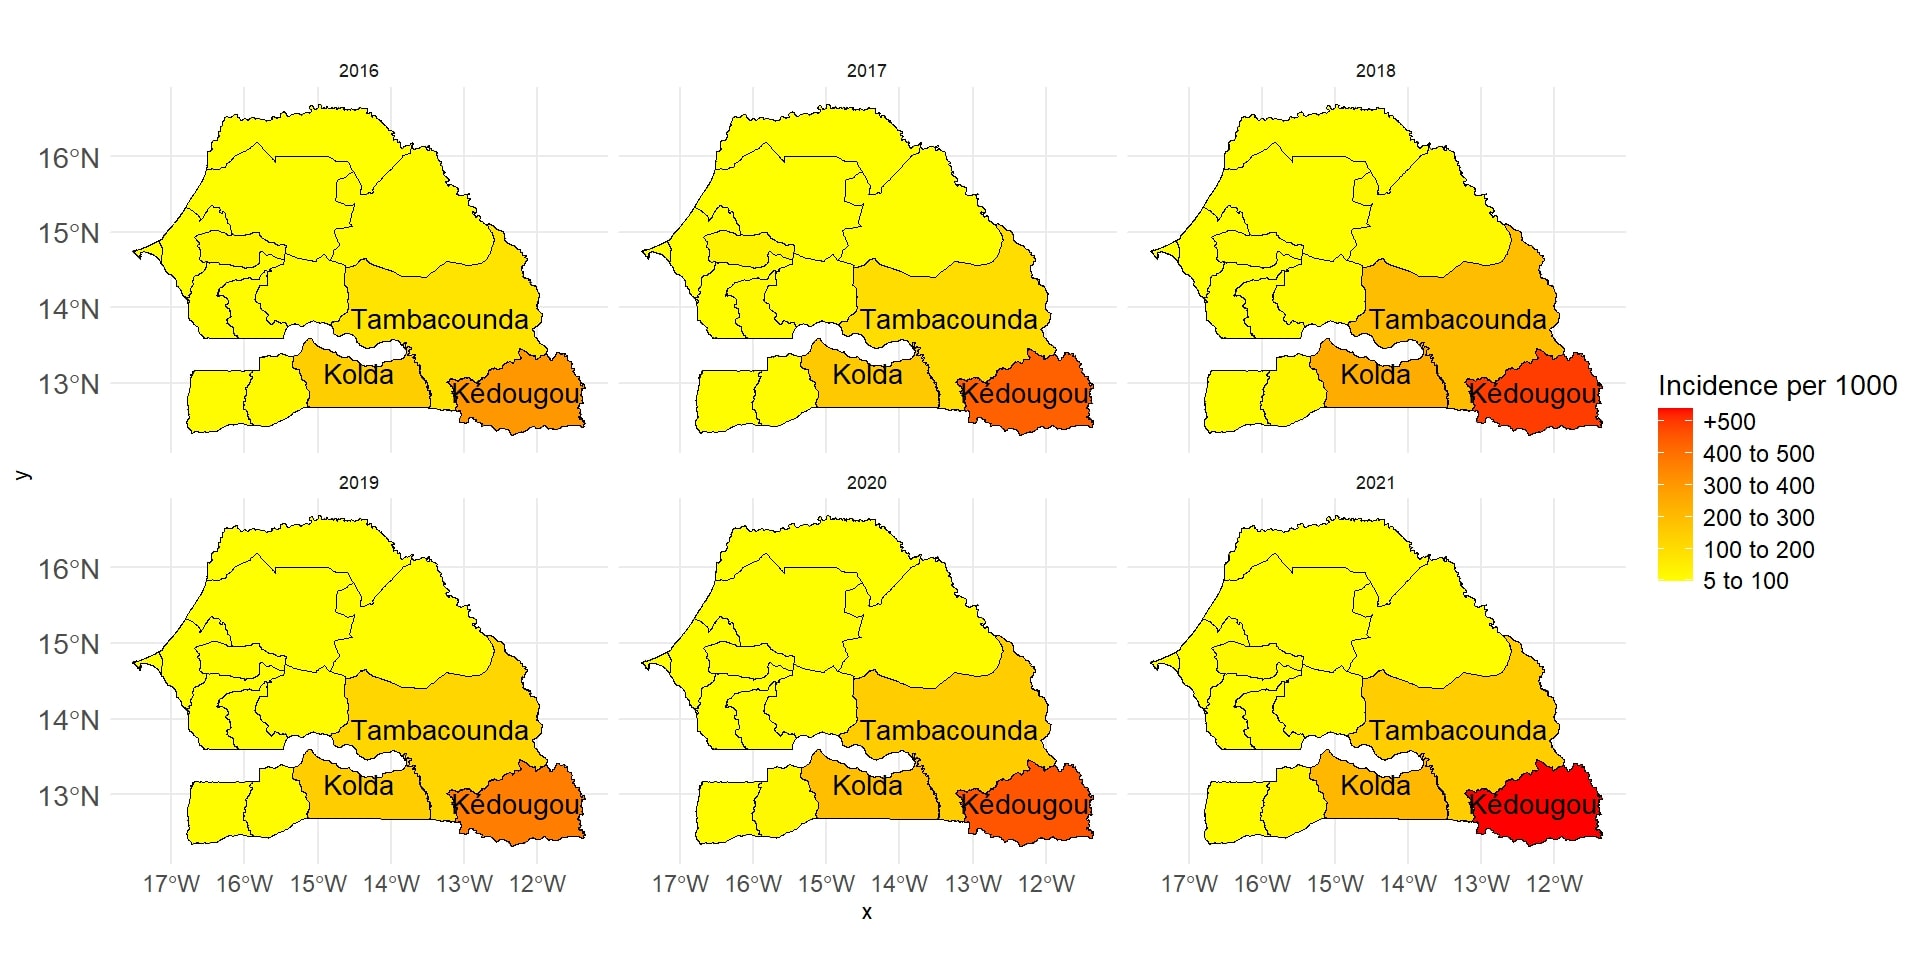 2016 2017 2018
16°N
15°N
14°N
13°N
Tambacounda Tambacounda Tambacounda
Kolda Kolda Kolda
Kédougou Kédougou Kédougou
Incidence per 1000
+500
400 to 500
300 to 400
200 to 300
100 to 200
5 to 100
y
2019 2020 2021
16°N
15°N
14°N
13°N
Tambacounda Tambacounda Tambacounda
Kolda Kolda Kolda
Kédougou Kédougou Kédougou
17°W 16°W 15°W 14°W 13°W 12°W 17°W 16°W 15°W 14°W 13°W 12°W 17°W 16°W 15°W 14°W 13°W 12°W
x